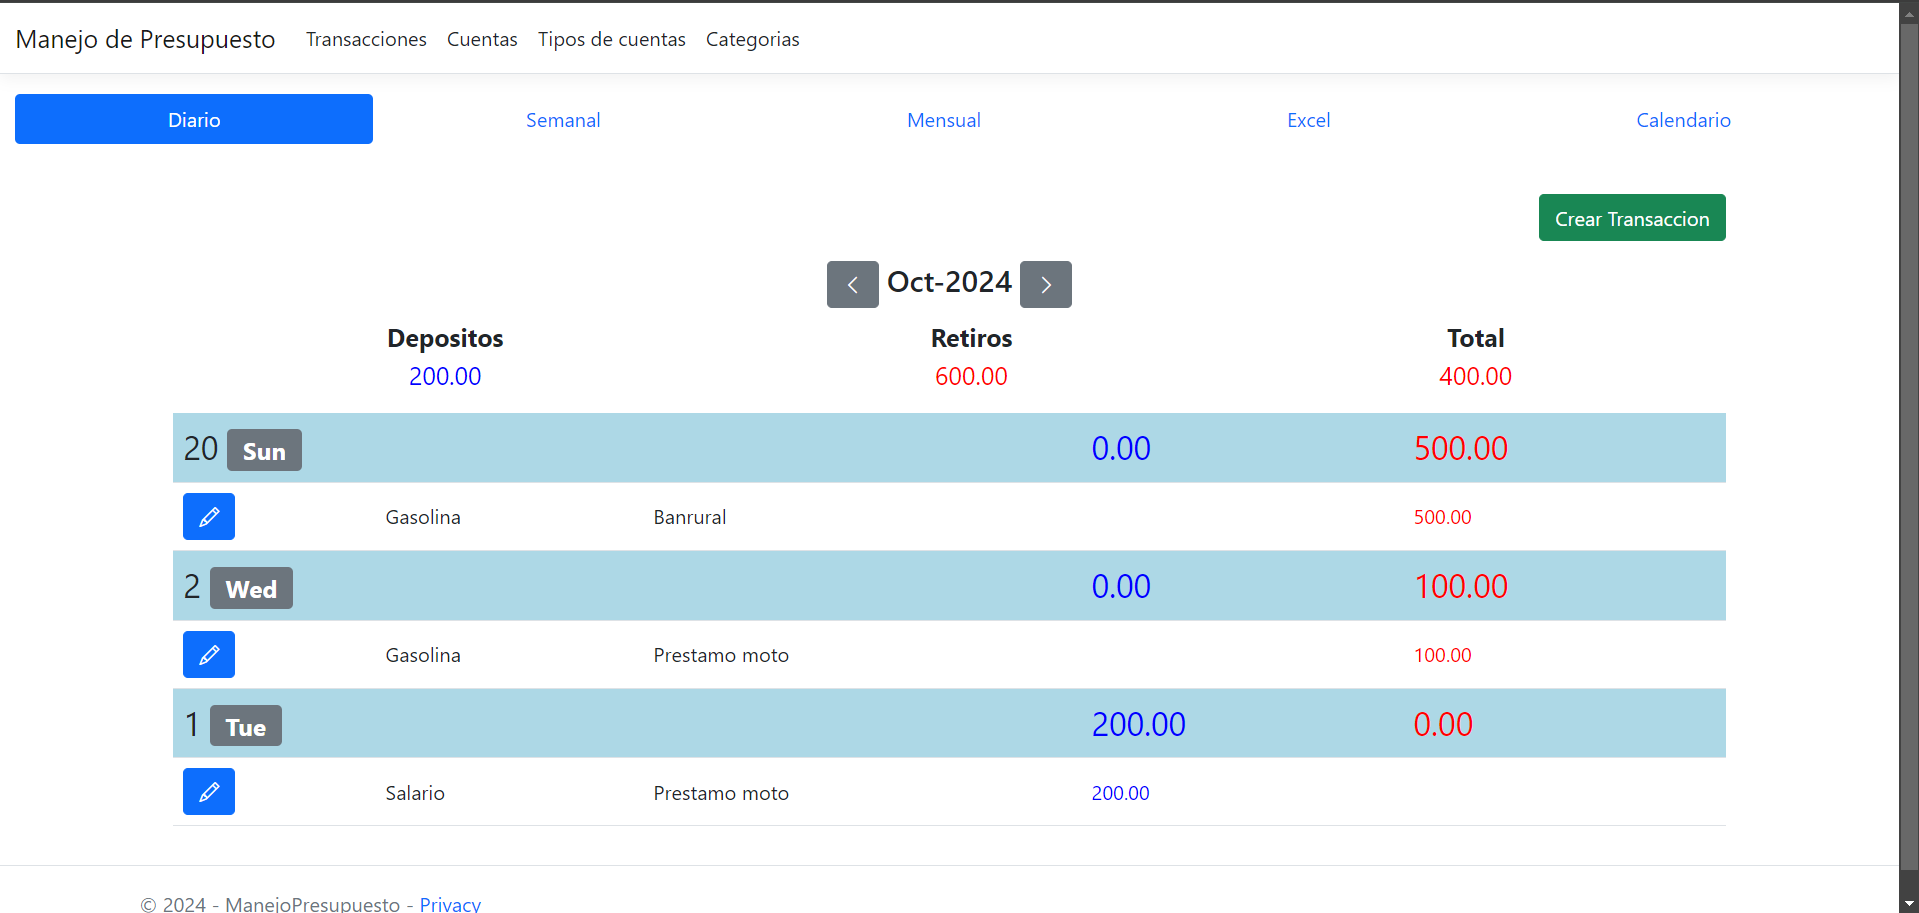 Manejo de Presupuesto Transacciones Cuentas Tipos de cuentas Categorias
Diario Semanal Mensual Excel Calendario
Crear Transaccion
Oct-2024
Depositos Retiros Total
200.00 600.00 400.00
20 Sun 0.00 500.00
Gasolina Banrural 500.00
2 Wed 0.00 100.00
Gasolina Prestamo moto 100.00
1 Tue 200.00 0.00
Salario Prestamo moto 200.00
© 2024 - ManejoPresupuesto - Privacy